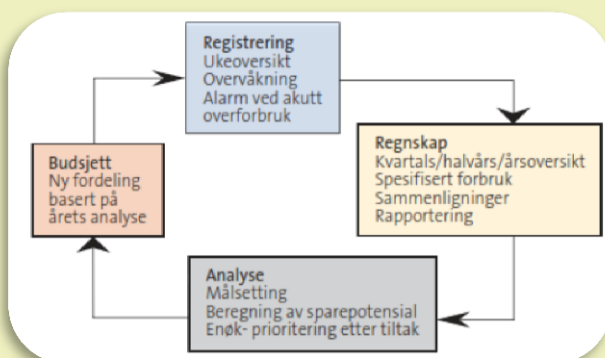 Registrering
Ukeoversikt
Overvåkning
Alarm ved akutt
overforbruk
Regnskap
Kvartals/halvårs/årsoversikt
Spesifisert forbruk
Sammenligninger
Rapportering
Analyse
Målsetting
Beregning av sparepotensial
Enøk- prioritering etter tiltak
Budsjett
Ny fordeling
basert på
årets analyse